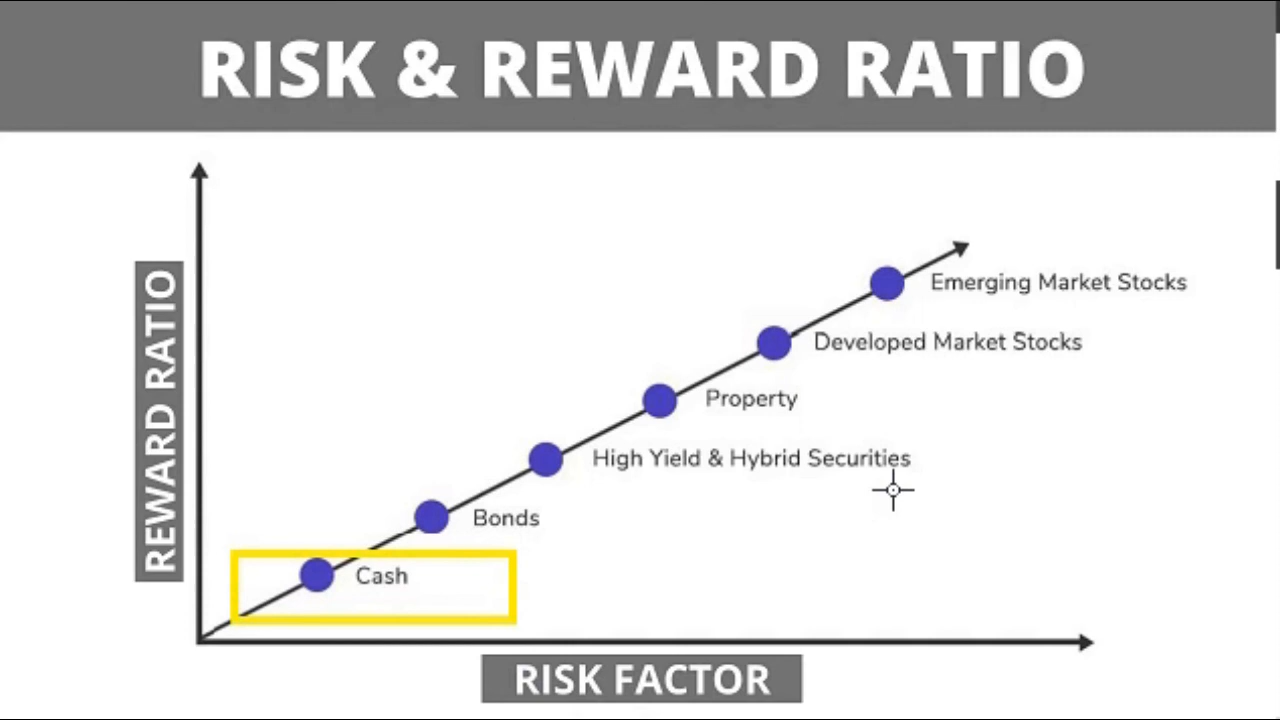 RISK & REWARD RATIO
REWARD RATIO
Emerging Market Stocks
Developed Market Stocks
Property
High Yield & Hybrid Securities
Bonds
Cash
RISK FACTOR